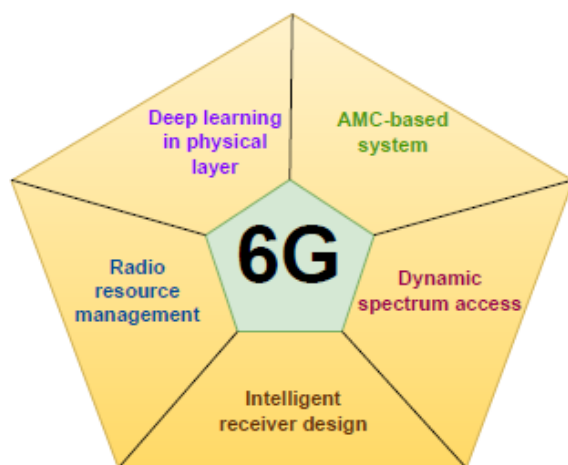 Deep learning
in physical
layer
AMC-based
system
6G
Radio
resource
management
Dynamic
spectrum access
Intelligent
receiver design